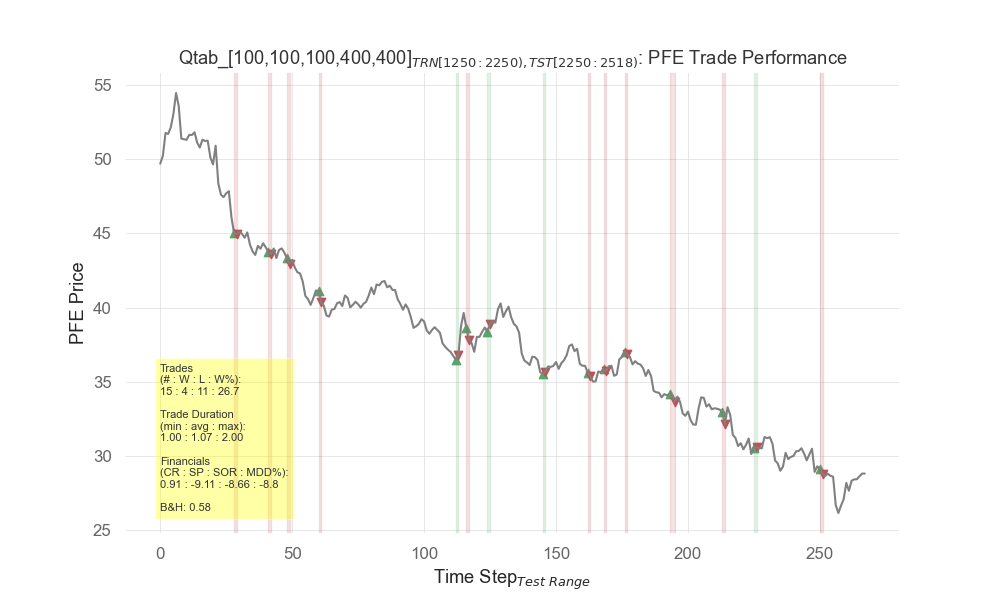 Qtab_[100,100,100,400,400]TRN[1250:2250),TST[2250:2518): PFE Trade Performance
55
50
45
40
35
30
25
PFE Price
Trades
(# : W : L : W%):
15 : 4 : 11 : 26.7
Trade Duration
(min : avg : max):
1.00 : 1.07 : 2.00
Financials
(CR : SP : SOR : MDD%):
0.91 : -9.11 : -8.66 : -8.8
B&H: 0.58
0 50 100 150 200 250
Time StepTest Range